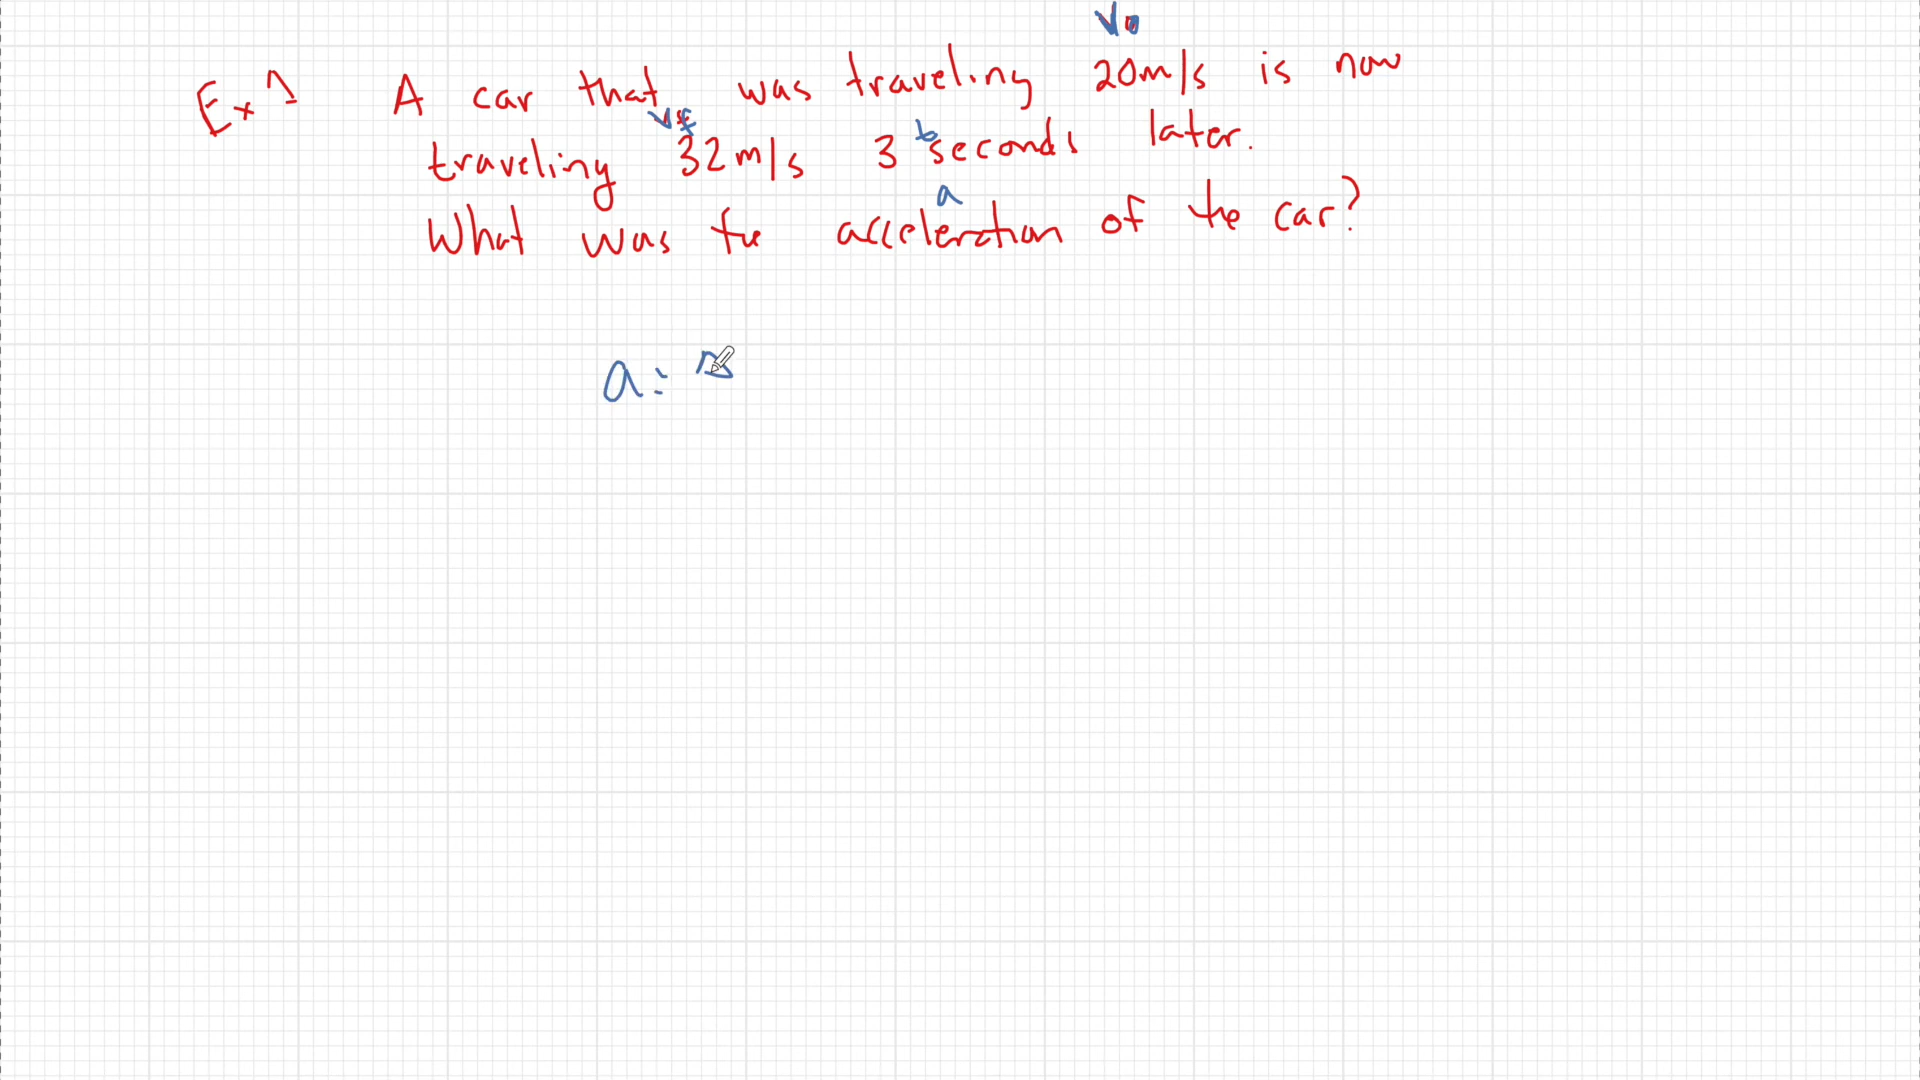 V0
Ex 1 A car that was traveling 20m/s is now
vf t
traveling 32m/s 3 seconds later.
a
What was the acceleration of the car?
a =